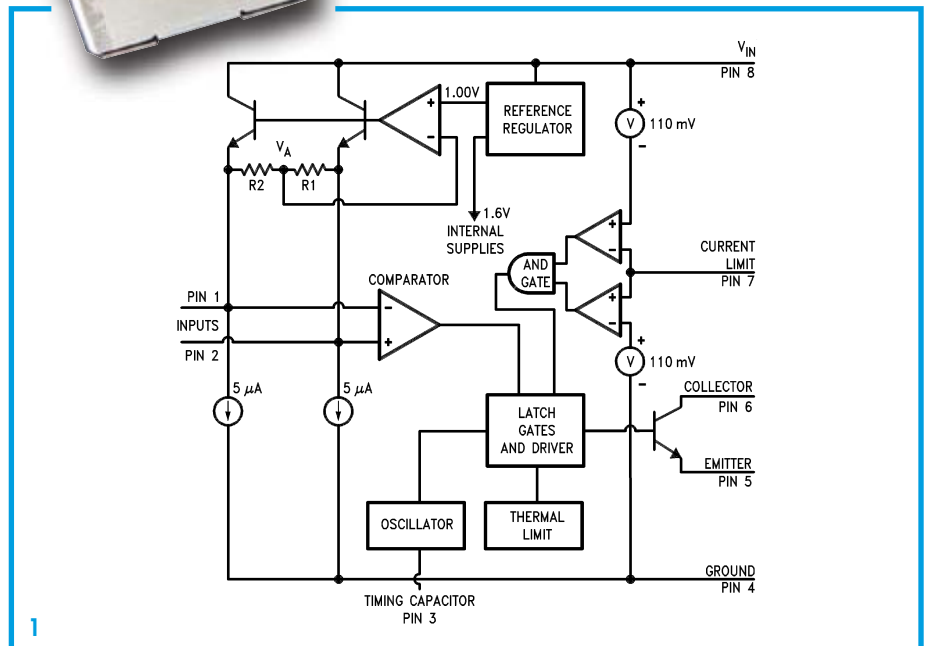 V_IN
PIN 8
1.00V
+
−
REFERENCE
REGULATOR
+
V
110 mV
−
V_A
R2
R1
1.6V
INTERNAL
SUPPLIES
+
−
CURRENT
LIMIT
PIN 7
AND
GATE
COMPARATOR
+
−
PIN 1
−
INPUTS
+
PIN 2
+
V
110 mV
−
5 μA
5 μA
COLLECTOR
PIN 6
LATCH
GATES
AND DRIVER
EMITTER
PIN 5
OSCILLATOR
THERMAL
LIMIT
GROUND
PIN 4
TIMING CAPACITOR
PIN 3
1